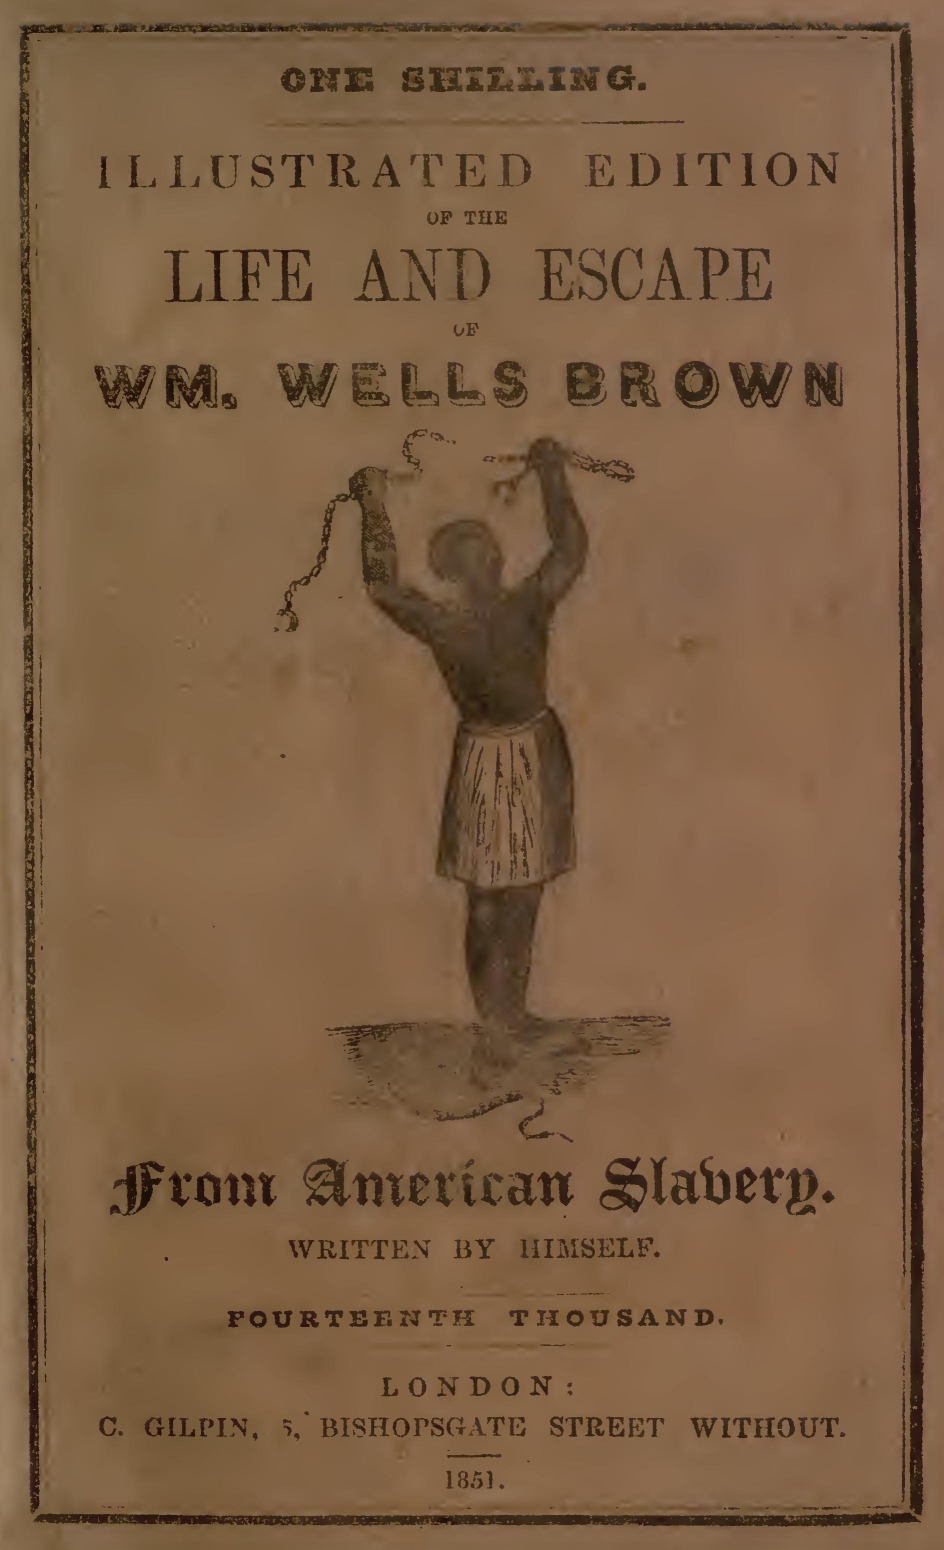 ONE SHILLING.
ILLUSTRATED EDITION
OF THE
LIFE AND ESCAPE
OF
WM. WELLS BROWN
From American Slavery.
WRITTEN BY HIMSELF.
FOURTEENTH THOUSAND.
LONDON:
C. GILPIN, 5, BISHOPSGATE STREET WITHOUT.
1851.